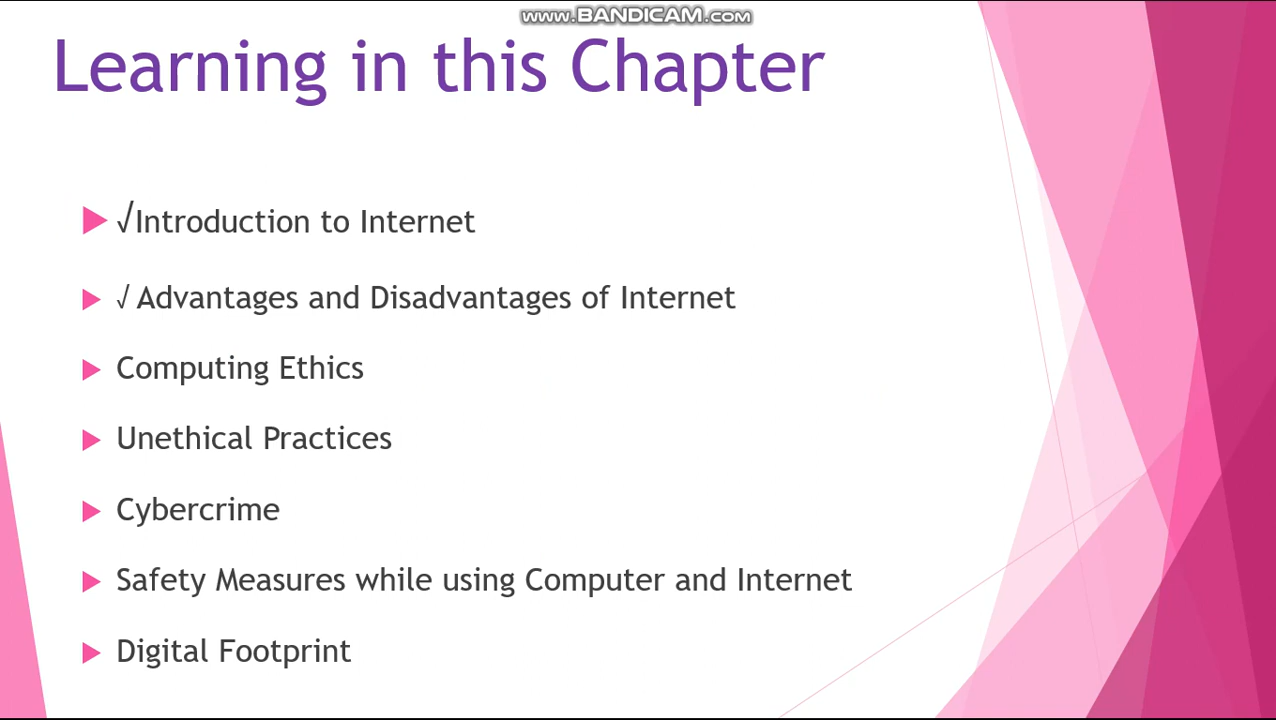 www.BANDICAM.com
Learning in this Chapter
√Introduction to Internet
√ Advantages and Disadvantages of Internet
Computing Ethics
Unethical Practices
Cybercrime
Safety Measures while using Computer and Internet
Digital Footprint